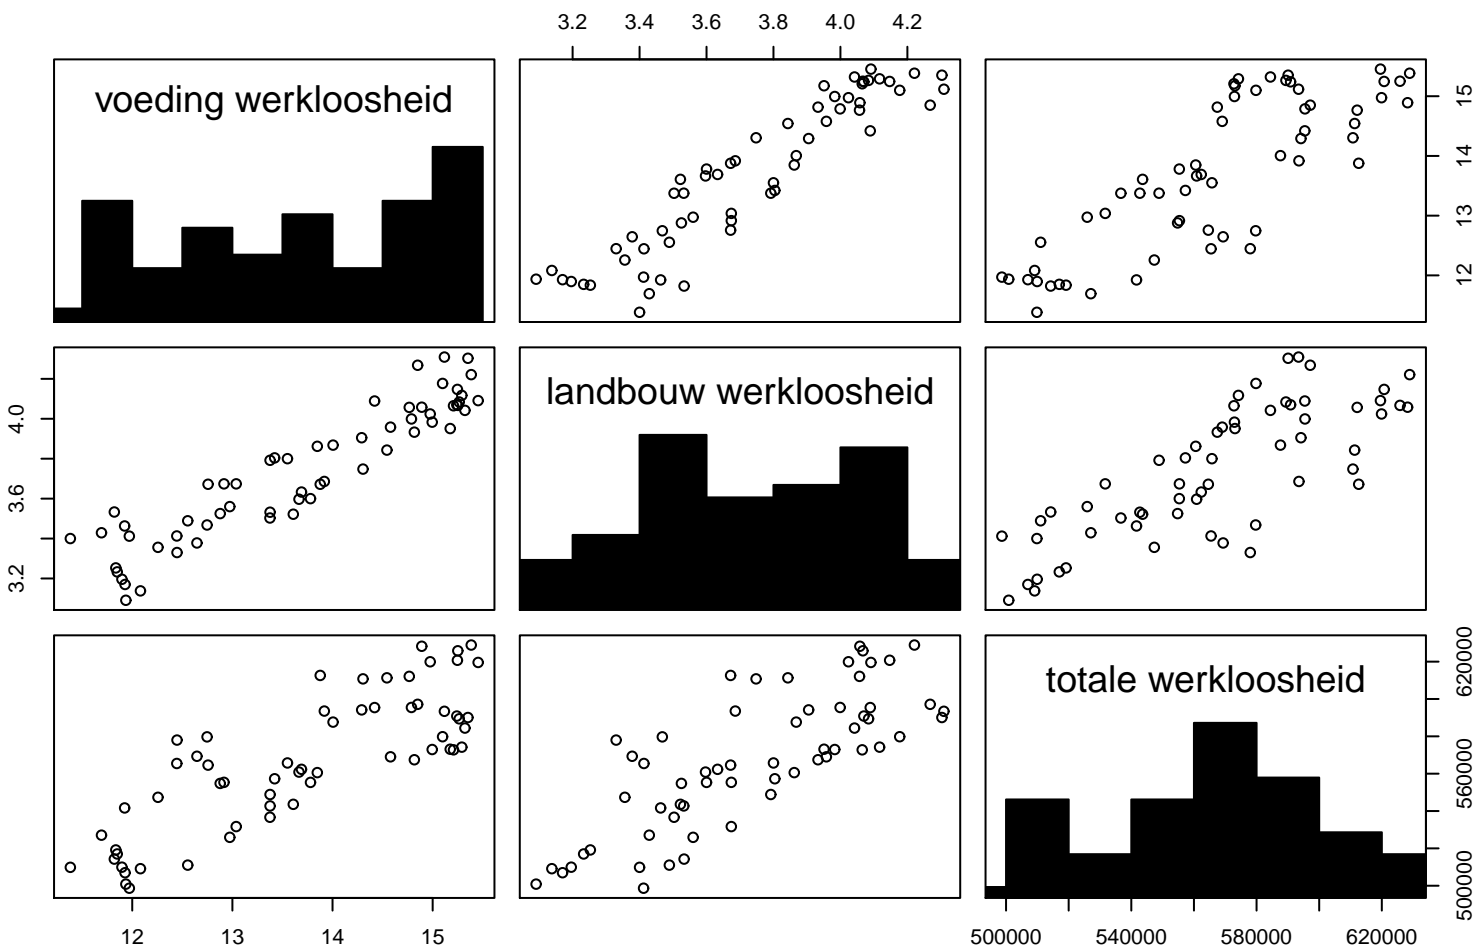 3.2 3.4 3.6 3.8 4.0 4.2
voeding werkloosheid
12 13 14 15
landbouw werkloosheid
3.2 3.6 4.0
totale werkloosheid
500000 560000 620000
12 13 14 15
500000 540000 580000 620000